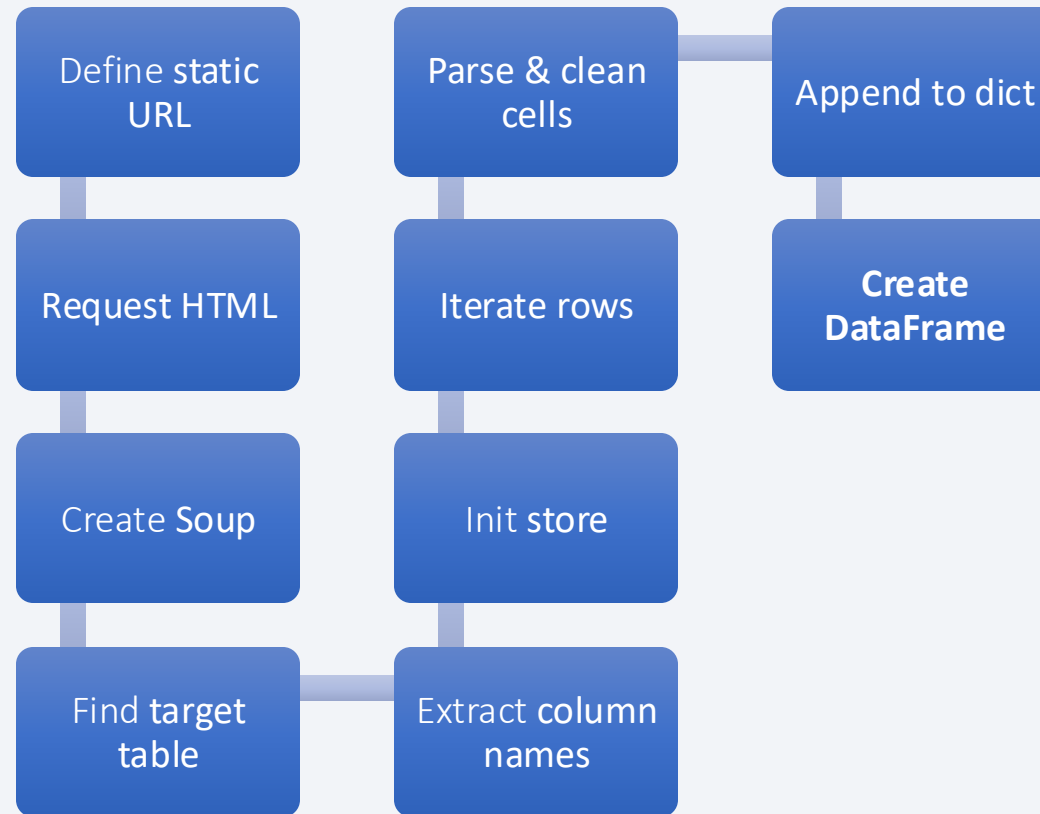 Define static
URL
Request HTML
Create Soup
Find target
table
Extract column
names
Init store
Iterate rows
Parse & clean
cells
Append to dict
Create
DataFrame